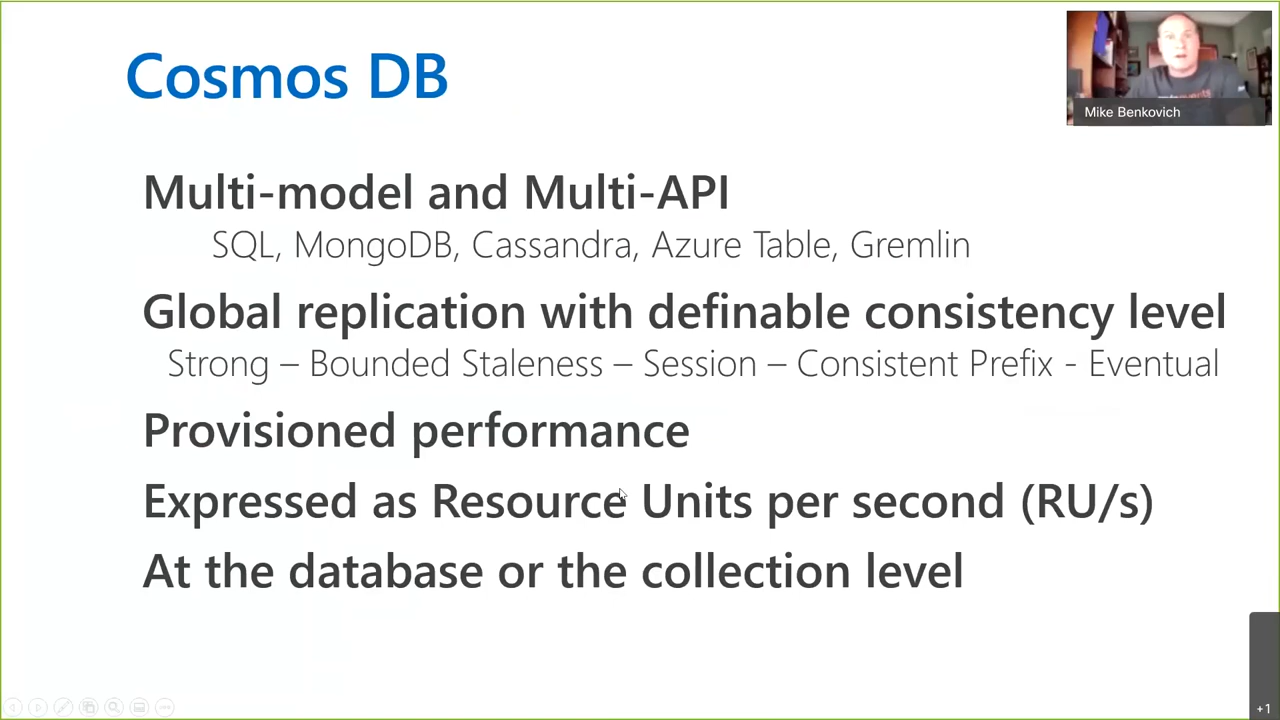 Cosmos DB
Mike Benkovich
Multi-model and Multi-API
SQL, MongoDB, Cassandra, Azure Table, Gremlin
Global replication with definable consistency level
Strong – Bounded Staleness – Session – Consistent Prefix - Eventual
Provisioned performance
Expressed as Resource Units per second (RU/s)
At the database or the collection level
+1